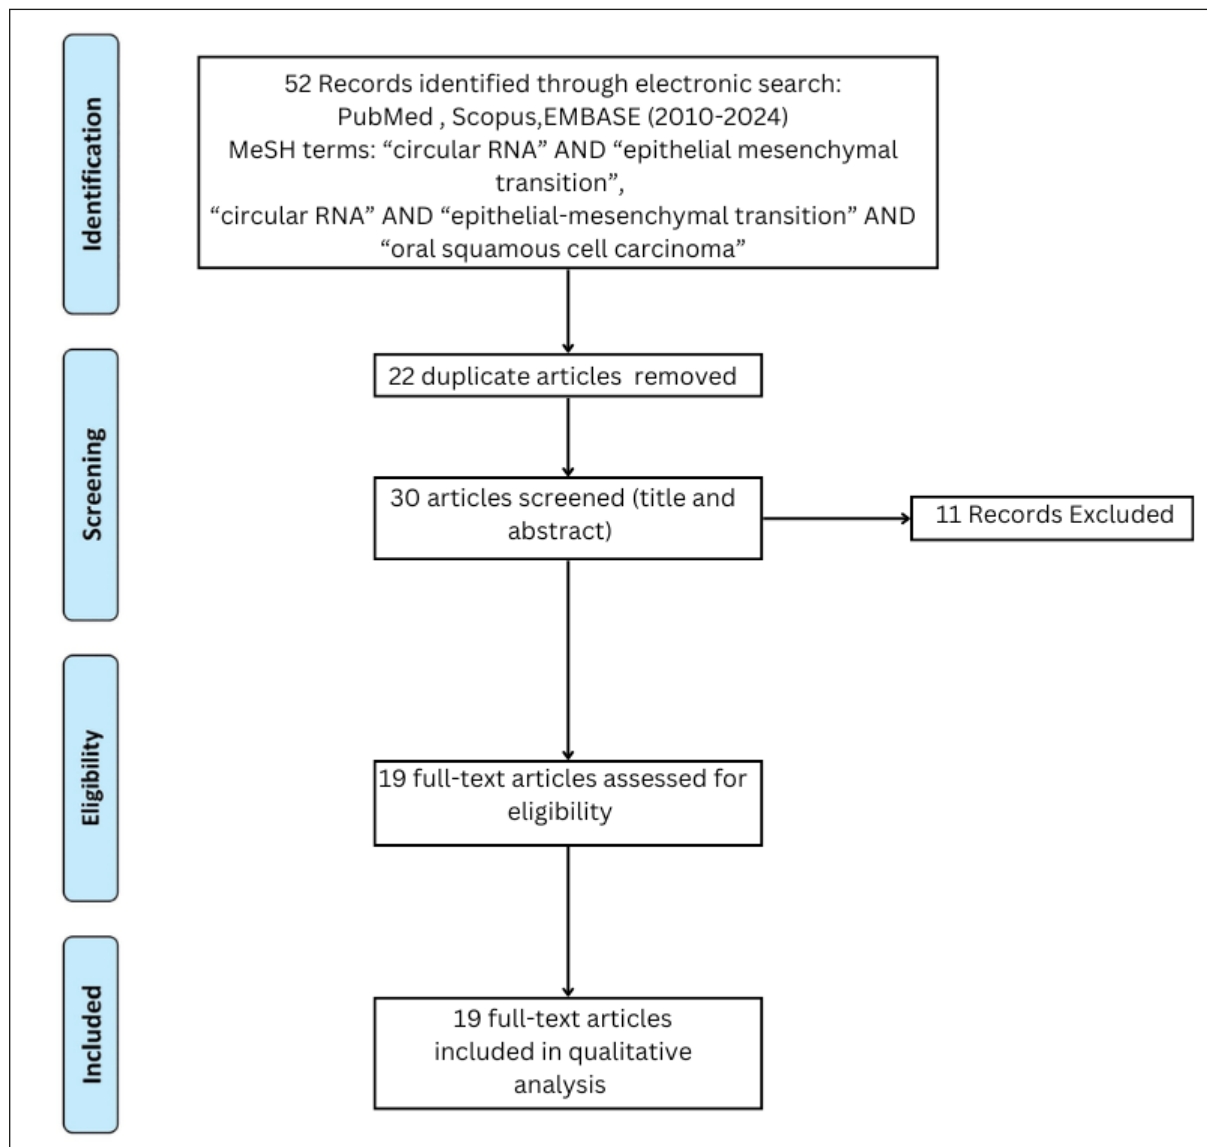 Identification
52 Records identified through electronic search:
PubMed , Scopus,EMBASE (2010-2024)
MeSH terms: “circular RNA” AND “epithelial mesenchymal
transition”,
“circular RNA” AND “epithelial-mesenchymal transition” AND
“oral squamous cell carcinoma”
Screening
22 duplicate articles removed
30 articles screened (title and
abstract)
11 Records Excluded
Eligibility
19 full-text articles assessed for
eligibility
Included
19 full-text articles
included in qualitative
analysis